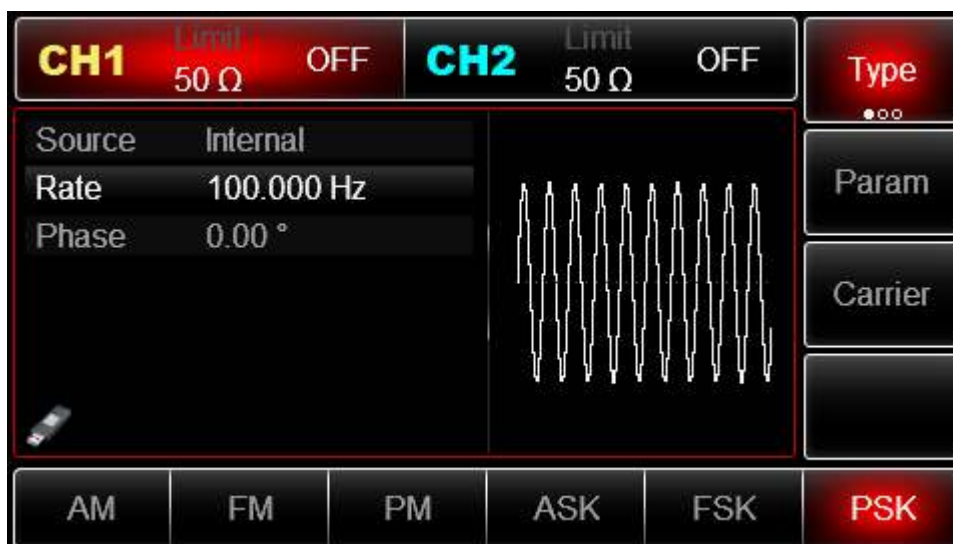 CH1 Limit 50 Ω OFF CH2 Limit 50 Ω OFF
Type
Source Internal
Rate 100.000 Hz
Phase 0.00 °
Param
Carrier
AM FM PM ASK FSK PSK